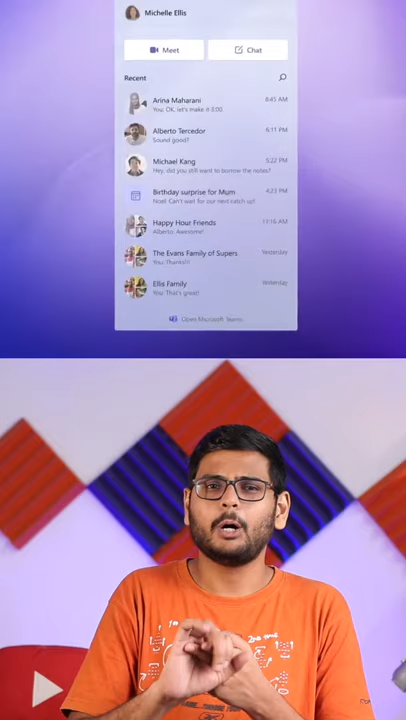 Michelle Ellis
Meet
Chat
Recent
Arina Maharani
8:45 AM
You: OK, let's make it 3:00.
Alberto Tercedor
6:11 PM
Sound good?
Michael Kang
5:22 PM
Hey, did you still want to borrow the notes?
Birthday surprise for Mum
4:23 PM
Noel: Can't wait for our next catch up!
Happy Hour Friends
11:16 AM
Alberto: Awesome!
The Evans Family of Supers
Yesterday
You: Thanks!!!
Ellis Family
Yesterday
You: That's great!
Open Microsoft Teams